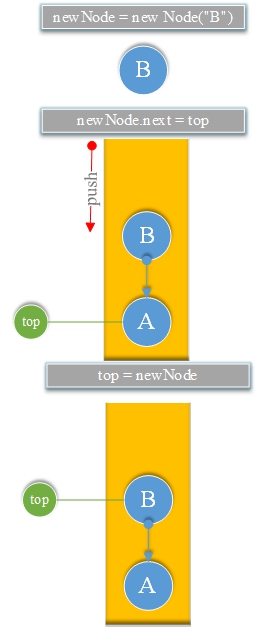 newNode = new Node("B")
B
newNode.next = top
push
B
top
A
top = newNode
top
B
A